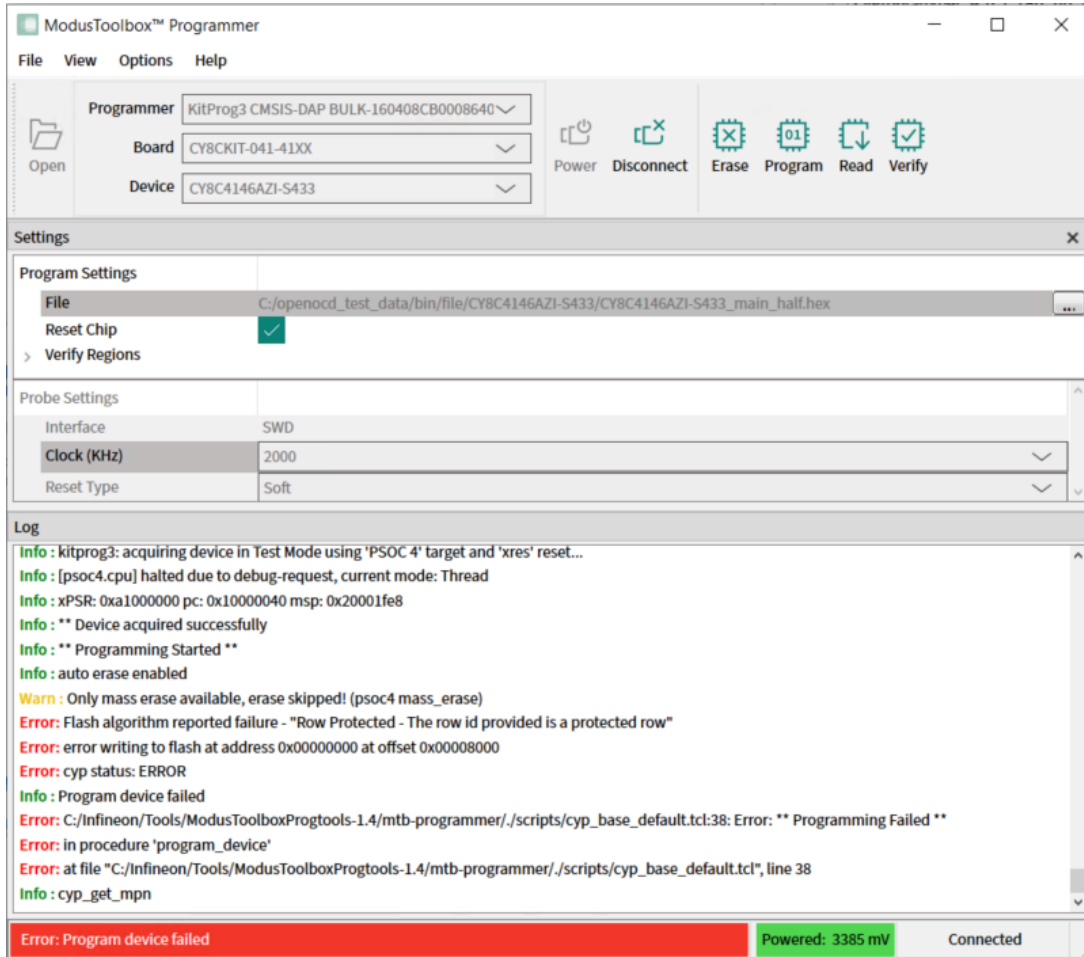 ModusToolbox™ Programmer
File View Options Help
Open
Programmer KitProg3 CMSIS-DAP BULK-160408CB0008640
Board CY8CKIT-041-41XX
Device CY8C4146AZI-S433
Power Disconnect Erase Program Read Verify
Settings
Program Settings
File C:/openocd_test_data/bin/file/CY8C4146AZI-S433/CY8C4146AZI-S433_main_half.hex ...
Reset Chip
Verify Regions
Probe Settings
Interface SWD
Clock (KHz) 2000
Reset Type Soft
Log
Info : kitprog3: acquiring device in Test Mode using 'PSOC 4' target and 'xres' reset...
Info : [psoc4.cpu] halted due to debug-request, current mode: Thread
Info : xPSR: 0xa1000000 pc: 0x10000040 msp: 0x20001fe8
Info : ** Device acquired successfully
Info : ** Programming Started **
Info : auto erase enabled
Warn : Only mass erase available, erase skipped! (psoc4 mass_erase)
Error: Flash algorithm reported failure - "Row Protected - The row id provided is a protected row"
Error: error writing to flash at address 0x00000000 at offset 0x00008000
Error: cyp status: ERROR
Info : Program device failed
Error: C:/Infineon/Tools/ModusToolboxProgtools-1.4/mtb-programmer/./scripts/cyp_base_default.tcl:38: Error: ** Programming Failed **
Error: in procedure 'program_device'
Error: at file "C:/Infineon/Tools/ModusToolboxProgtools-1.4/mtb-programmer/./scripts/cyp_base_default.tcl", line 38
Info : cyp_get_mpn
Error: Program device failed Powered: 3385 mV Connected